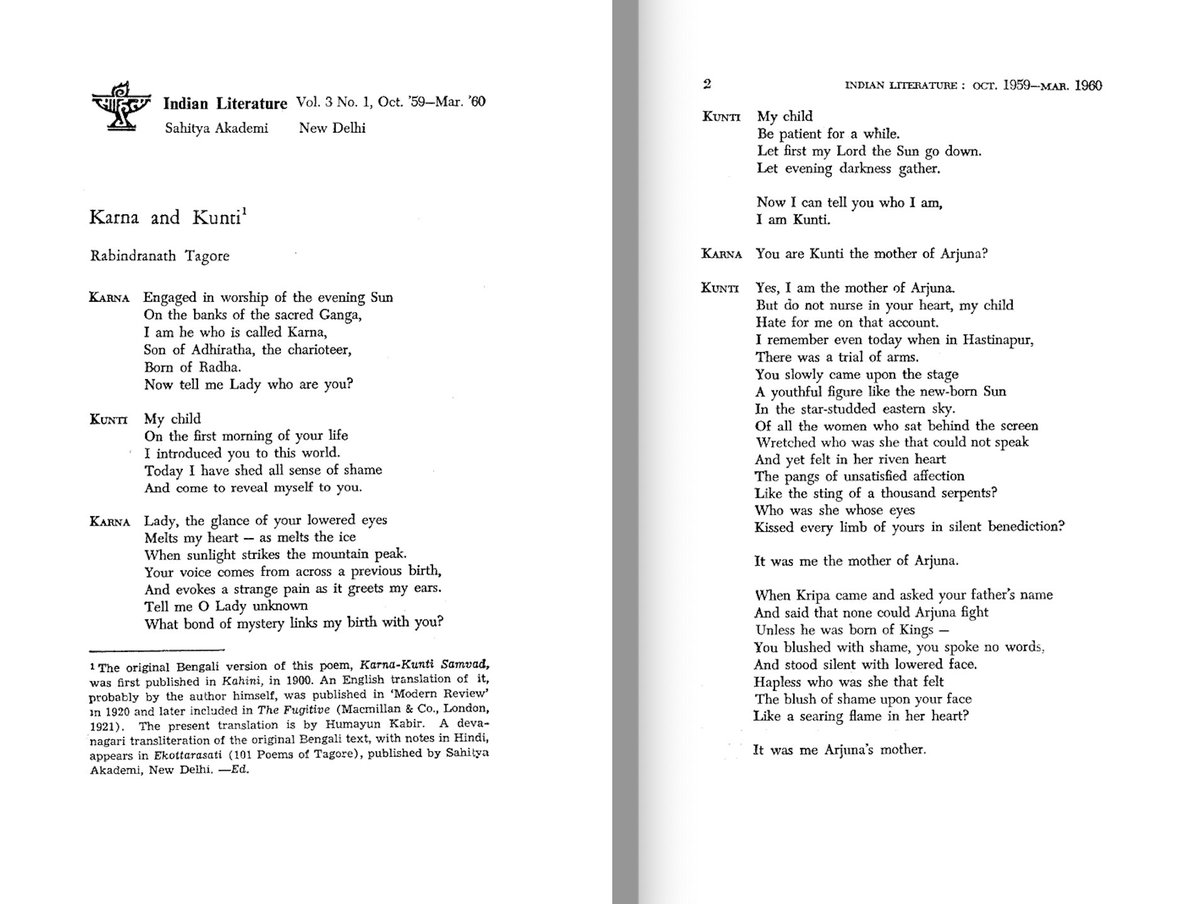 Indian Literature Vol. 3 No. 1, Oct. '59—Mar. '60
Sahitya Akademi New Delhi
Karna and Kunti¹
Rabindranath Tagore
KARNA Engaged in worship of the evening Sun
On the banks of the sacred Ganga,
I am he who is called Karna,
Son of Adhiratha, the charioteer,
Born of Radha.
Now tell me Lady who are you?
KUNTI My child
On the first morning of your life
I introduced you to this world.
Today I have shed all sense of shame
And come to reveal myself to you.
KARNA Lady, the glance of your lowered eyes
Melts my heart — as melts the ice
When sunlight strikes the mountain peak.
Your voice comes from across a previous birth,
And evokes a strange pain as it greets my ears.
Tell me O Lady unknown
What bond of mystery links my birth with you?
¹ The original Bengali version of this poem, Karna-Kunti Samvad,
was first published in Kahini, in 1900. An English translation of it,
probably by the author himself, was published in 'Modern Review'
in 1920 and later included in The Fugitive (Macmillan & Co., London,
1921). The present translation is by Humayun Kabir. A deva-
nagari transliteration of the original Bengali text, with notes in Hindi,
appears in Ekottarasati (101 Poems of Tagore), published by Sahitya
Akademi, New Delhi. —Ed.
2 INDIAN LITERATURE : OCT. 1959—MAR. 1960
KUNTI My child
Be patient for a while.
Let first my Lord the Sun go down.
Let evening darkness gather.
Now I can tell you who I am,
I am Kunti.
KARNA You are Kunti the mother of Arjuna?
KUNTI Yes, I am the mother of Arjuna.
But do not nurse in your heart, my child
Hate for me on that account.
I remember even today when in Hastinapur,
There was a trial of arms.
You slowly came upon the stage
A youthful figure like the new-born Sun
In the star-studded eastern sky.
Of all the women who sat behind the screen
Wretched who was she that could not speak
And yet felt in her riven heart
The pangs of unsatisfied affection
Like the sting of a thousand serpents?
Who was she whose eyes
Kissed every limb of yours in silent benediction?
It was me the mother of Arjuna.
When Kripa came and asked your father's name
And said that none could Arjuna fight
Unless he was born of Kings —
You blushed with shame, you spoke no words,
And stood silent with lowered face.
Hapless who was she that felt
The blush of shame upon your face
Like a searing flame in her heart?
It was me Arjuna's mother.